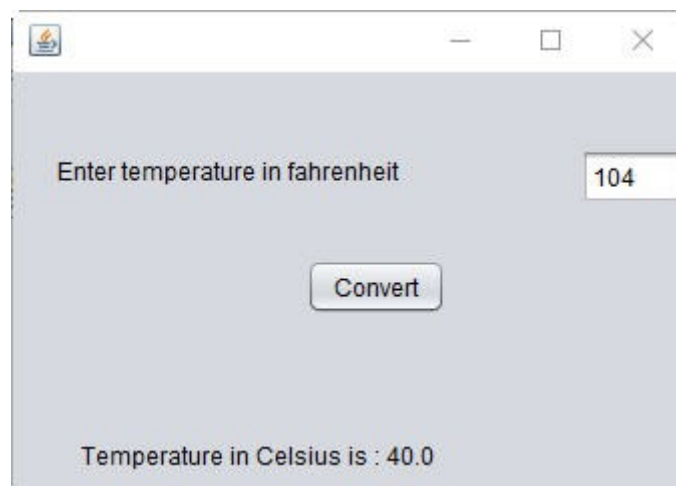 Enter temperature in fahrenheit 104
Convert
Temperature in Celsius is : 40.0